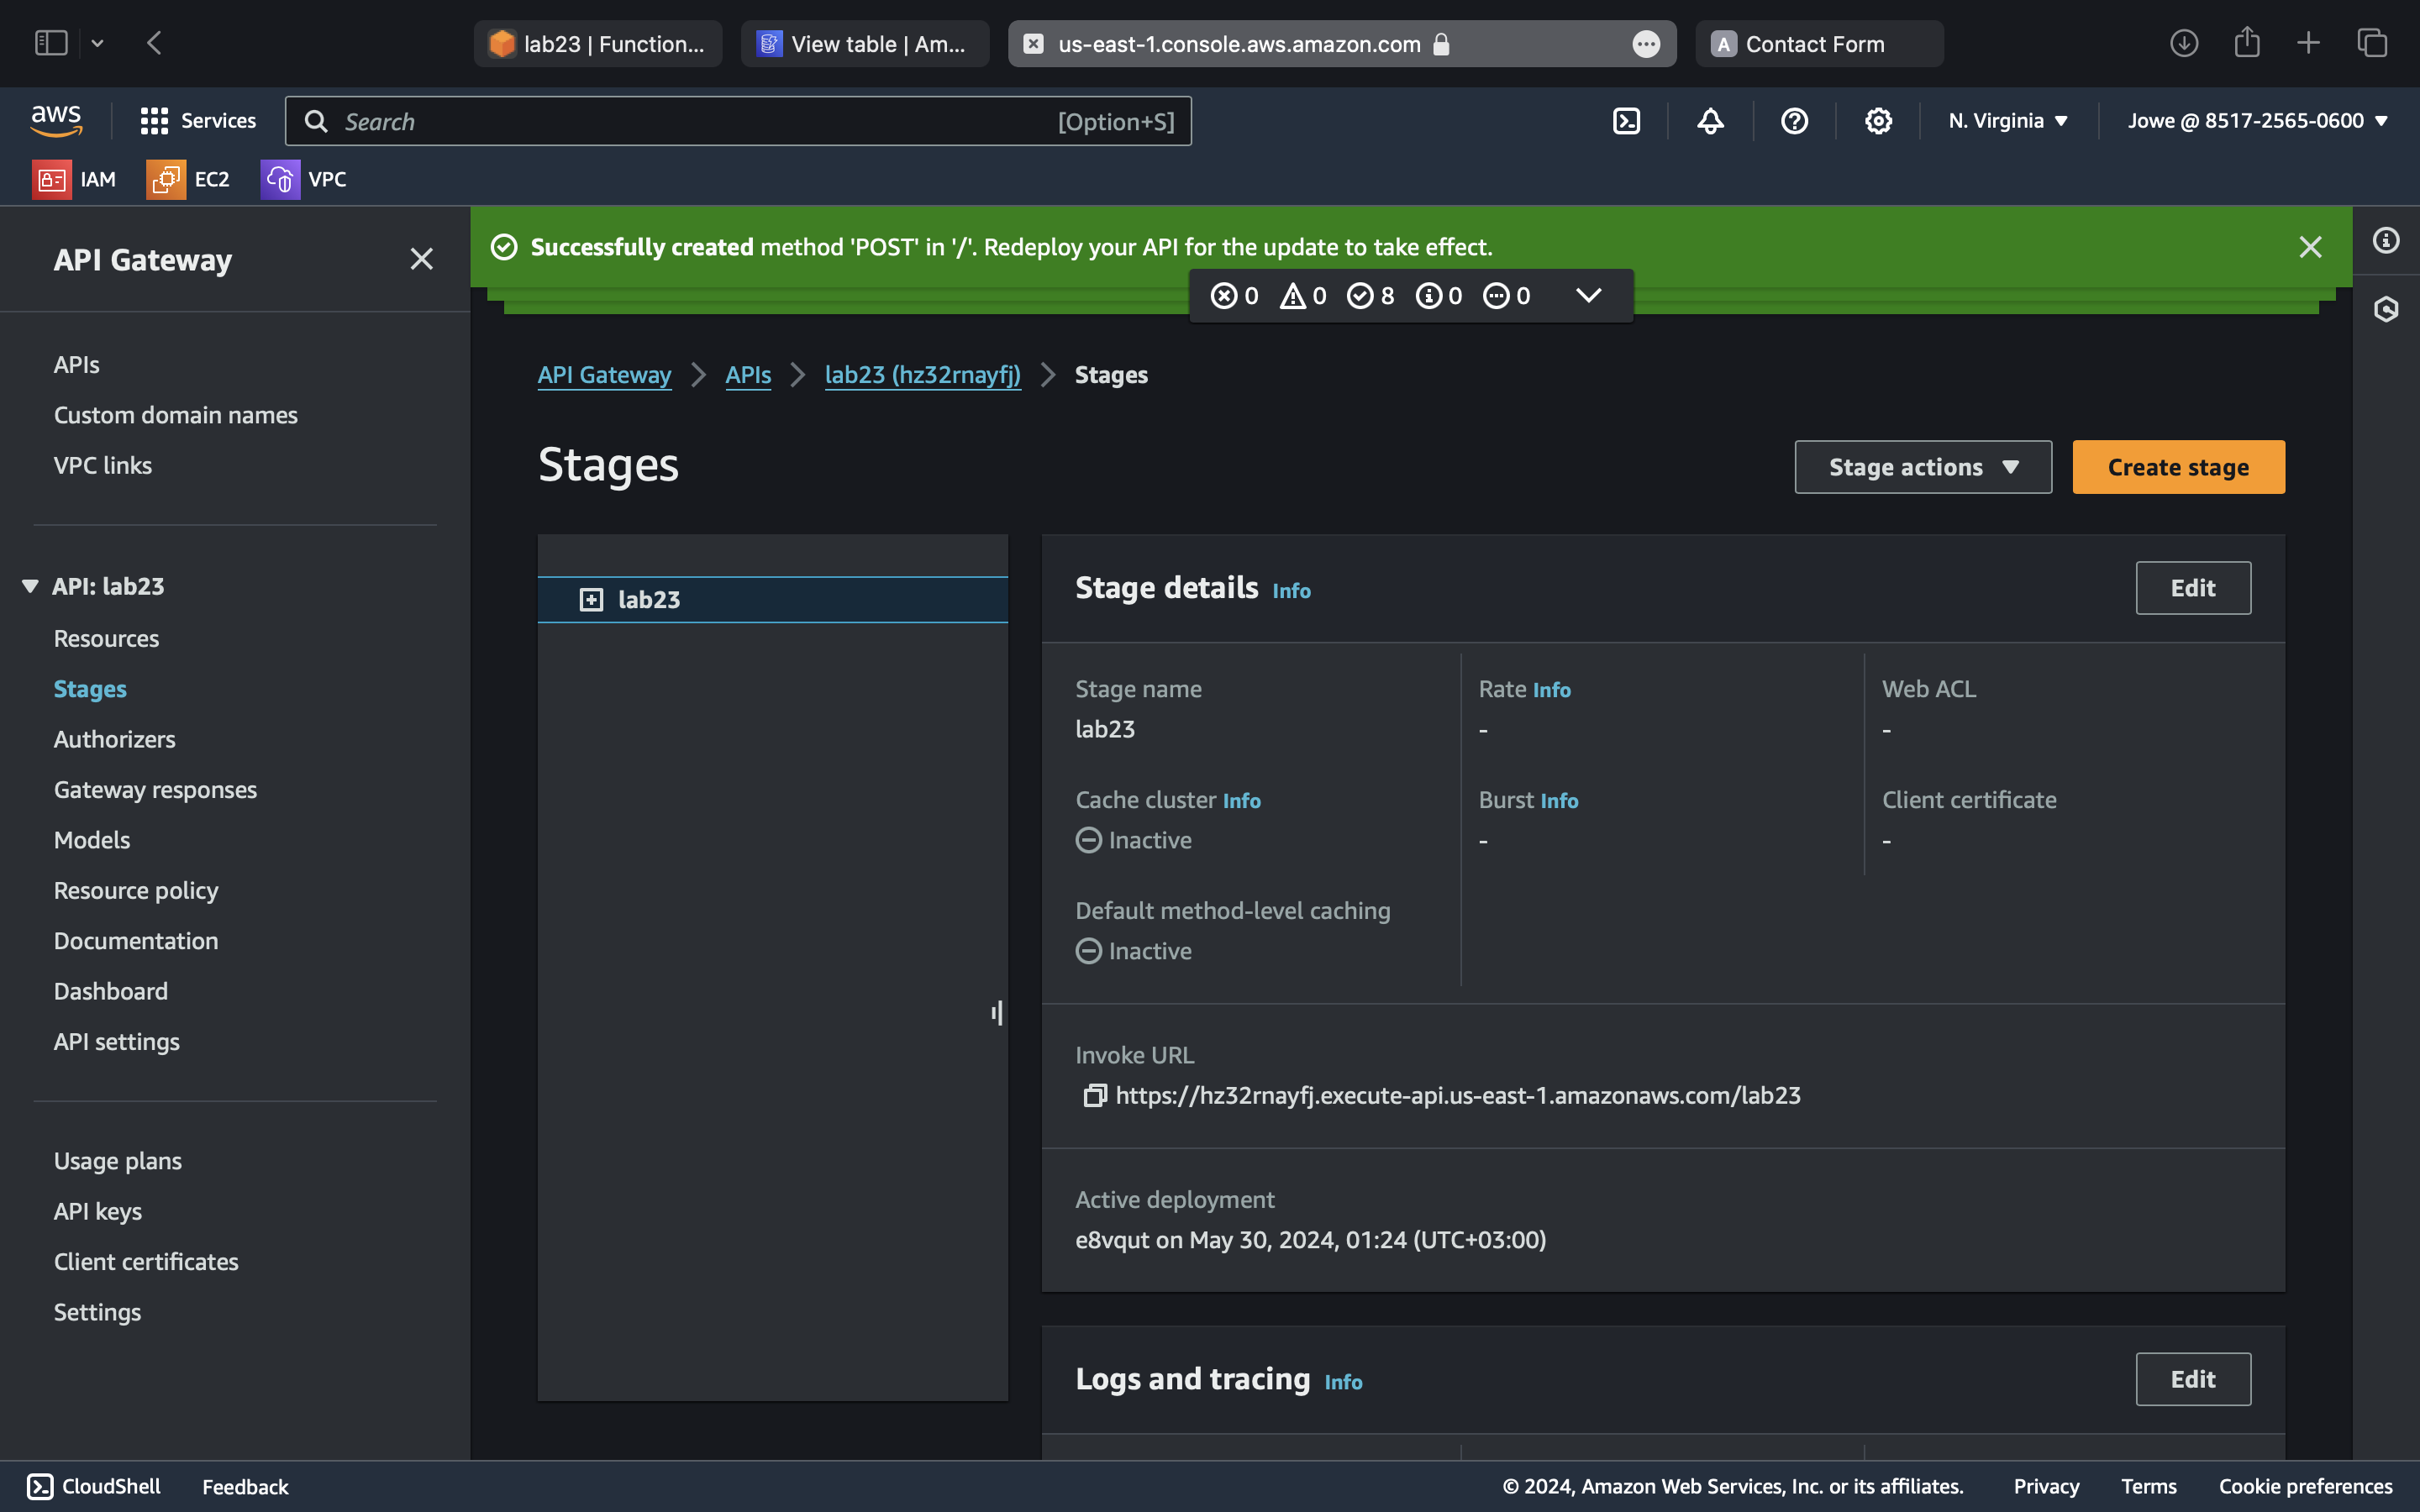 lab23 | Function...
View table | Am...
us-east-1.console.aws.amazon.com
A Contact Form
aws
Services
Search
[Option+S]
N. Virginia
Jowe @ 8517-2565-0600
IAM
EC2
VPC
API Gateway
Successfully created method 'POST' in '/'. Redeploy your API for the update to take effect.
0 0 8 0 0
APIs
Custom domain names
VPC links
API: lab23
Resources
Stages
Authorizers
Gateway responses
Models
Resource policy
Documentation
Dashboard
API settings
Usage plans
API keys
Client certificates
Settings
API Gateway
APIs
lab23 (hz32rnayfj)
Stages
Stages
Stage actions
Create stage
lab23
Stage details Info
Edit
Stage name
lab23
Rate Info
-
Web ACL
-
Cache cluster Info
Inactive
Burst Info
-
Client certificate
-
Default method-level caching
Inactive
Invoke URL
https://hz32rnayfj.execute-api.us-east-1.amazonaws.com/lab23
Active deployment
e8vqut on May 30, 2024, 01:24 (UTC+03:00)
Logs and tracing Info
Edit
CloudShell
Feedback
© 2024, Amazon Web Services, Inc. or its affiliates.
Privacy
Terms
Cookie preferences